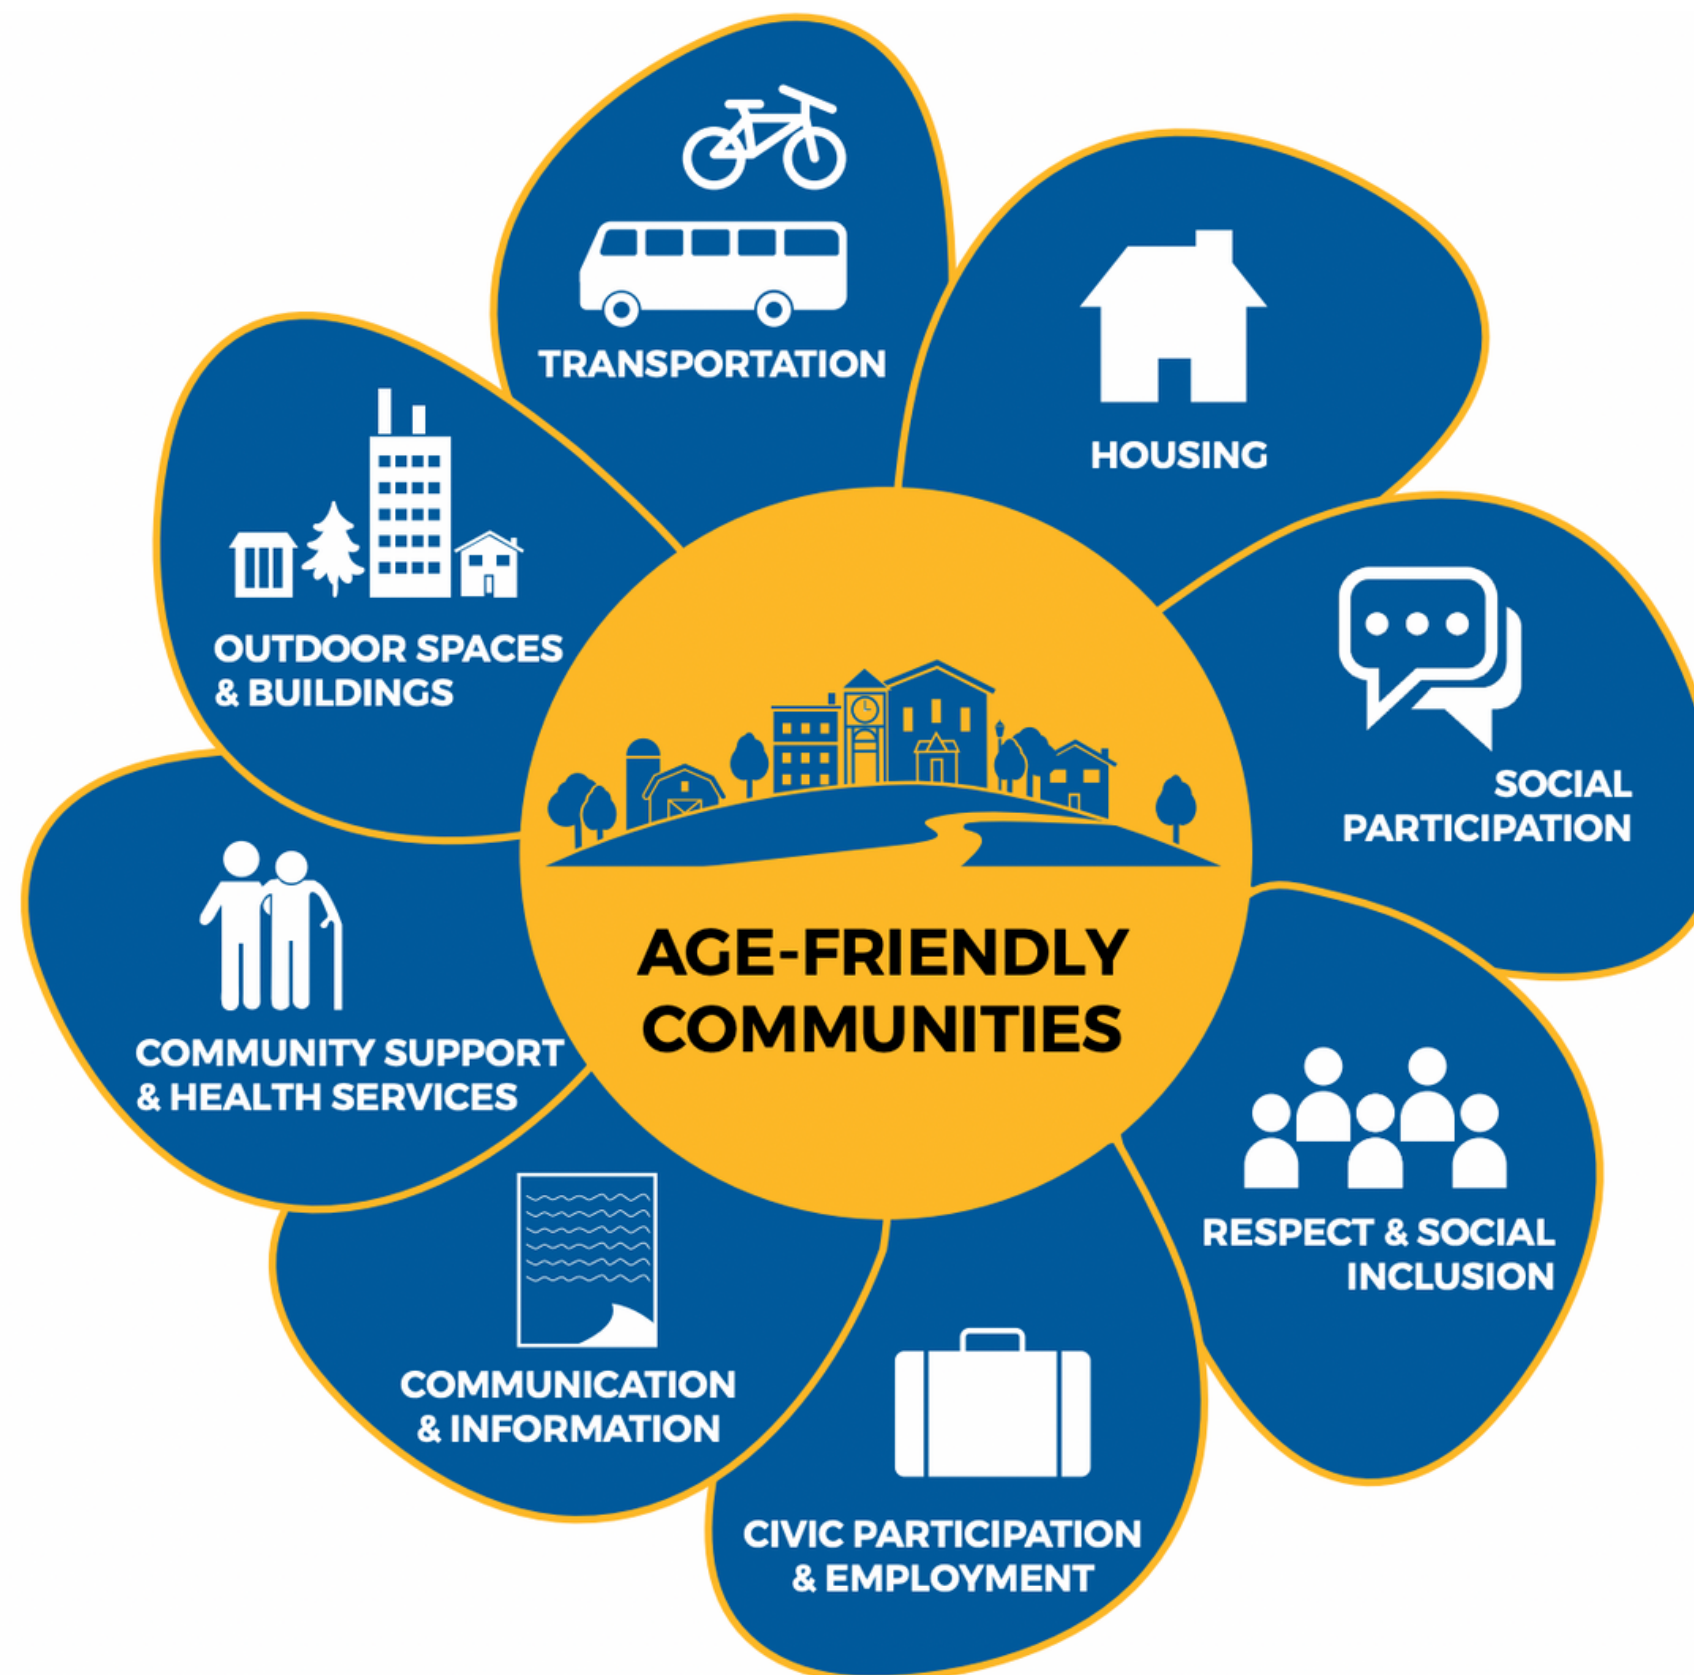 TRANSPORTATION
HOUSING
OUTDOOR SPACES
& BUILDINGS
SOCIAL
PARTICIPATION
AGE-FRIENDLY
COMMUNITIES
COMMUNITY SUPPORT
& HEALTH SERVICES
RESPECT & SOCIAL
INCLUSION
COMMUNICATION
& INFORMATION
CIVIC PARTICIPATION
& EMPLOYMENT